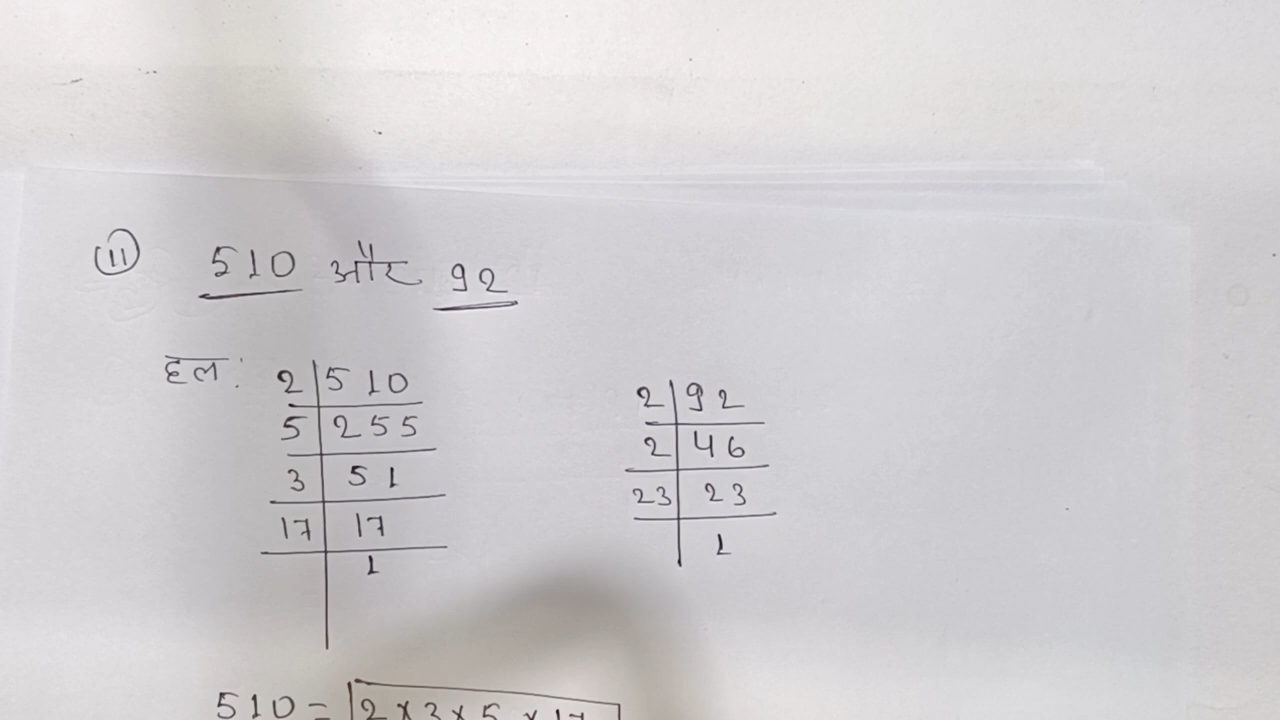 (11) 510 और 92
हल:
2 | 510
5 | 255
3 | 51
17 | 17
1
2 | 92
2 | 46
23 | 23
1
510 = 2 × 3 × 5 × 17